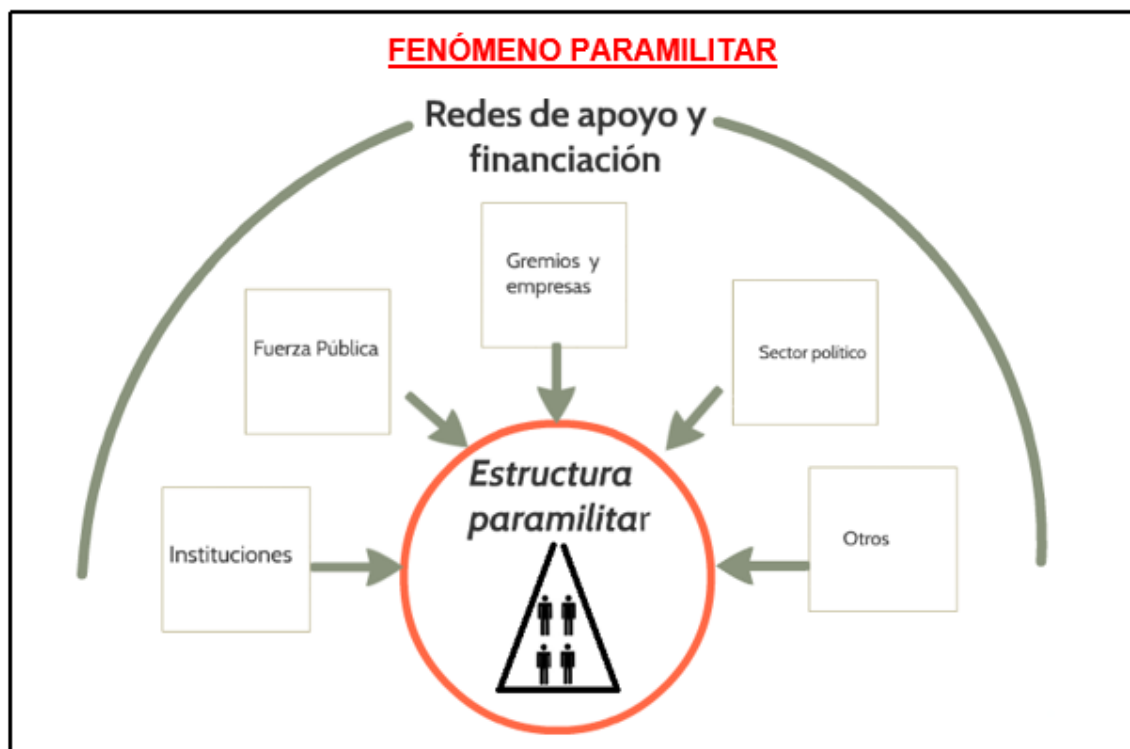 FENÓMENO PARAMILITAR
Redes de apoyo y
financiación
Gremios y
empresas
Fuerza Pública
Sector político
Estructura
paramilitar
Instituciones
Otros